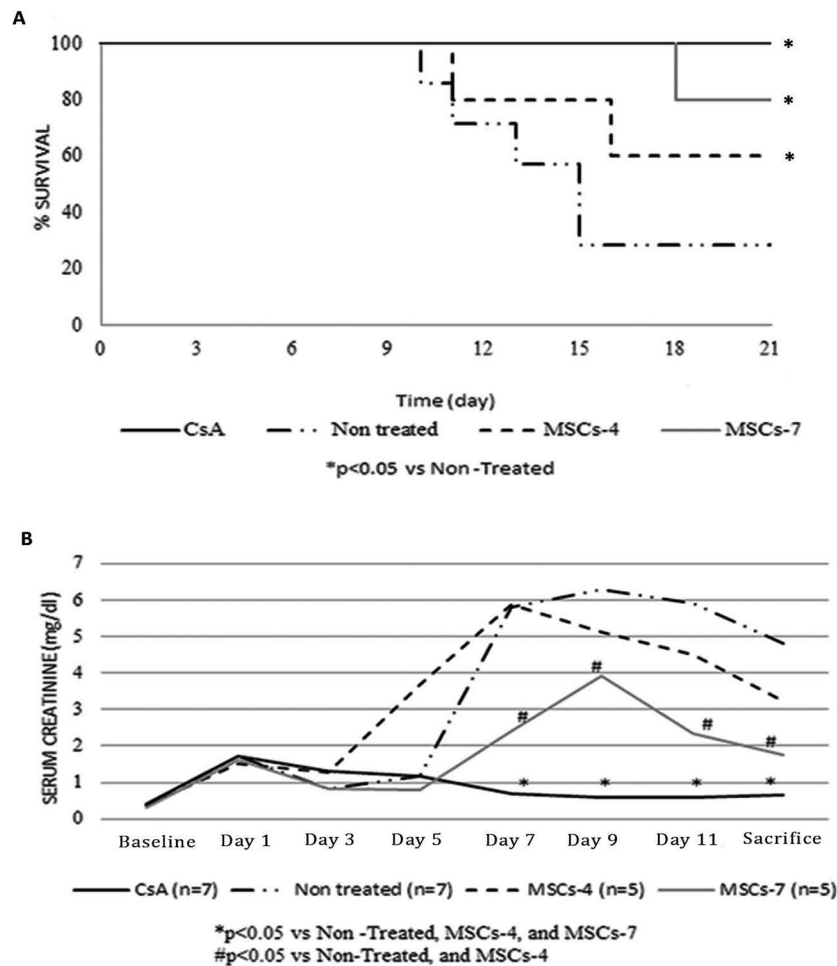 A
% SURVIVAL
100
80
60
40
20
0
0 3 6 9 12 15 18 21
*
*
*
Time (day)
CsA Non treated MSCs-4 MSCs-7
*p<0.05 vs Non -Treated
B
SERUM CREATININE (mg/dl)
7
6
5
4
3
2
1
0
#
# # #
* * * *
Baseline Day 1 Day 3 Day 5 Day 7 Day 9 Day 11 Sacrifice
CsA (n=7) Non treated (n=7) MSCs-4 (n=5) MSCs-7 (n=5)
*p<0.05 vs Non -Treated, MSCs-4, and MSCs-7
#p<0.05 vs Non-Treated, and MSCs-4